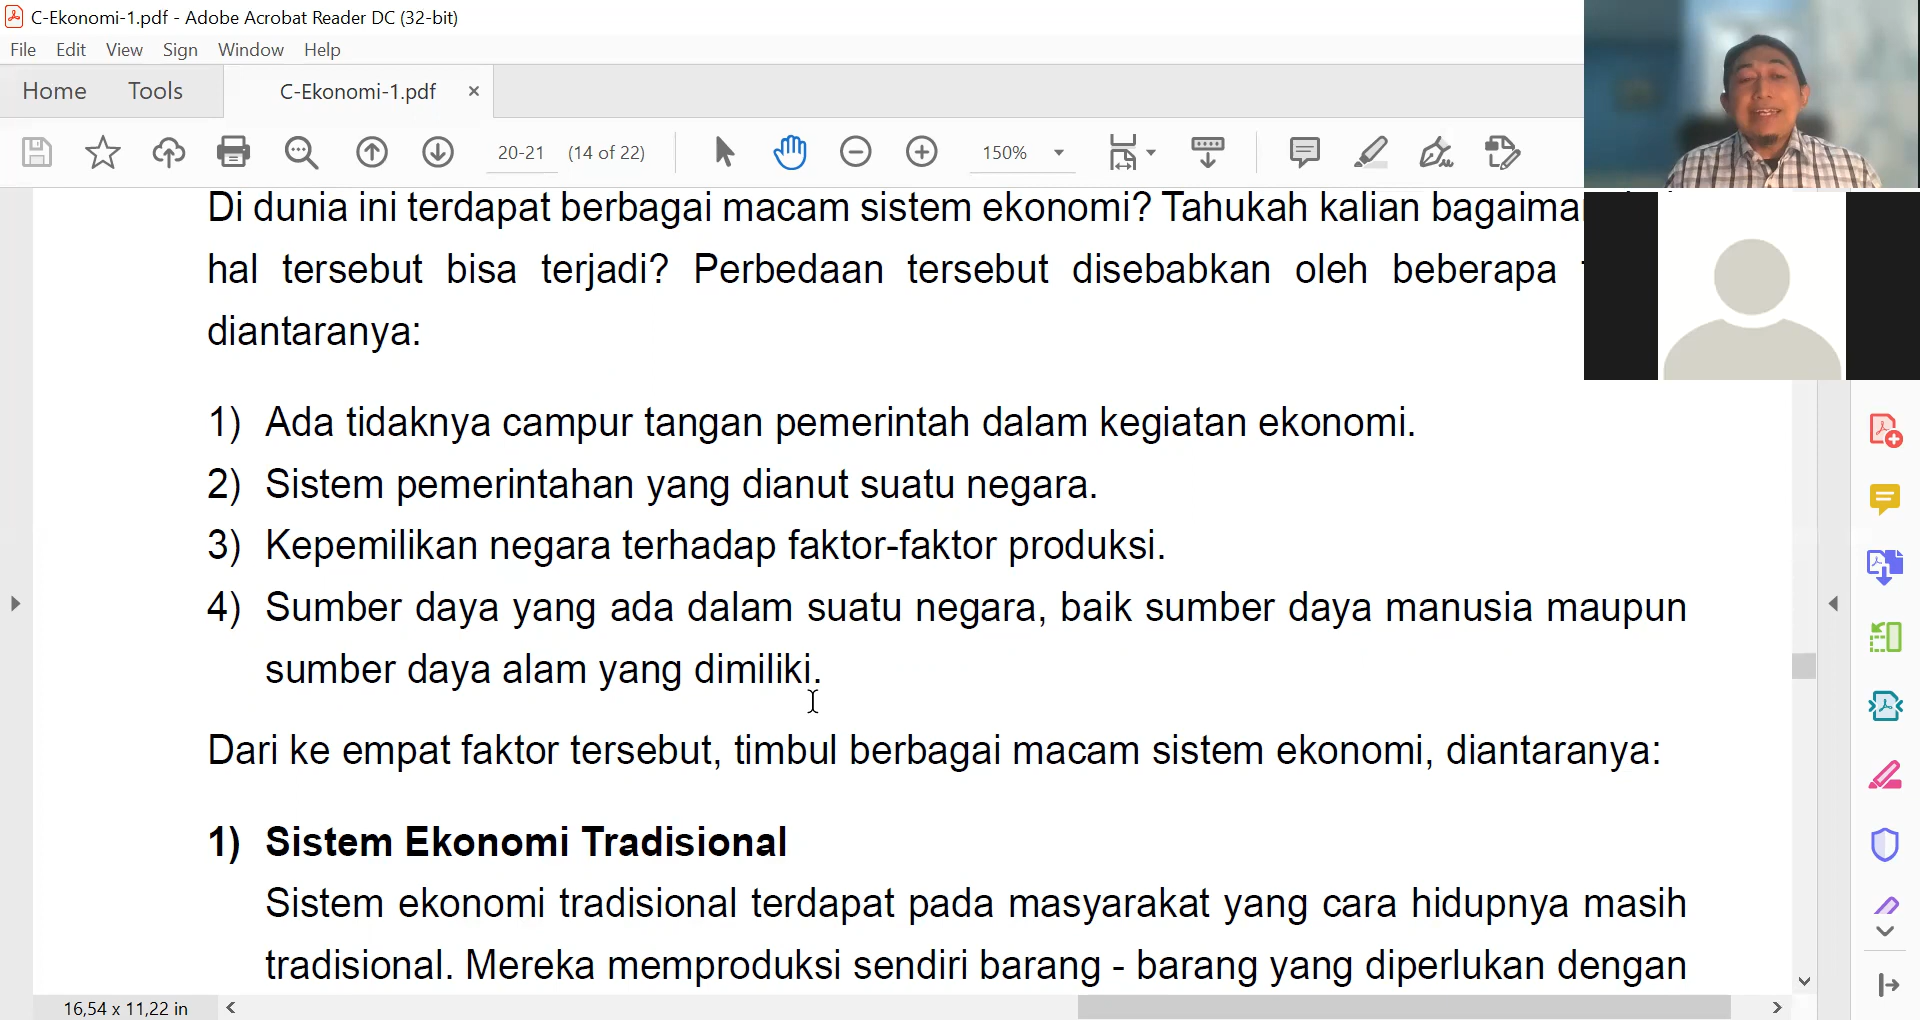 C-Ekonomi-1.pdf - Adobe Acrobat Reader DC (32-bit)
File Edit View Sign Window Help
Home Tools C-Ekonomi-1.pdf ×
20-21 (14 of 22) 150%
Di dunia ini terdapat berbagai macam sistem ekonomi? Tahukah kalian
hal tersebut bisa terjadi? Perbedaan tersebut disebabkan oleh beberapa
diantaranya:
1) Ada tidaknya campur tangan pemerintah dalam kegiatan ekonomi.
2) Sistem pemerintahan yang dianut suatu negara.
3) Kepemilikan negara terhadap faktor-faktor produksi.
4) Sumber daya yang ada dalam suatu negara, baik sumber daya manusia maupun
sumber daya alam yang dimiliki.
Dari ke empat faktor tersebut, timbul berbagai macam sistem ekonomi, diantaranya:
1) Sistem Ekonomi Tradisional
Sistem ekonomi tradisional terdapat pada masyarakat yang cara hidupnya masih
tradisional. Mereka memproduksi sendiri barang - barang yang diperlukan dengan
16,54 x 11,22 in